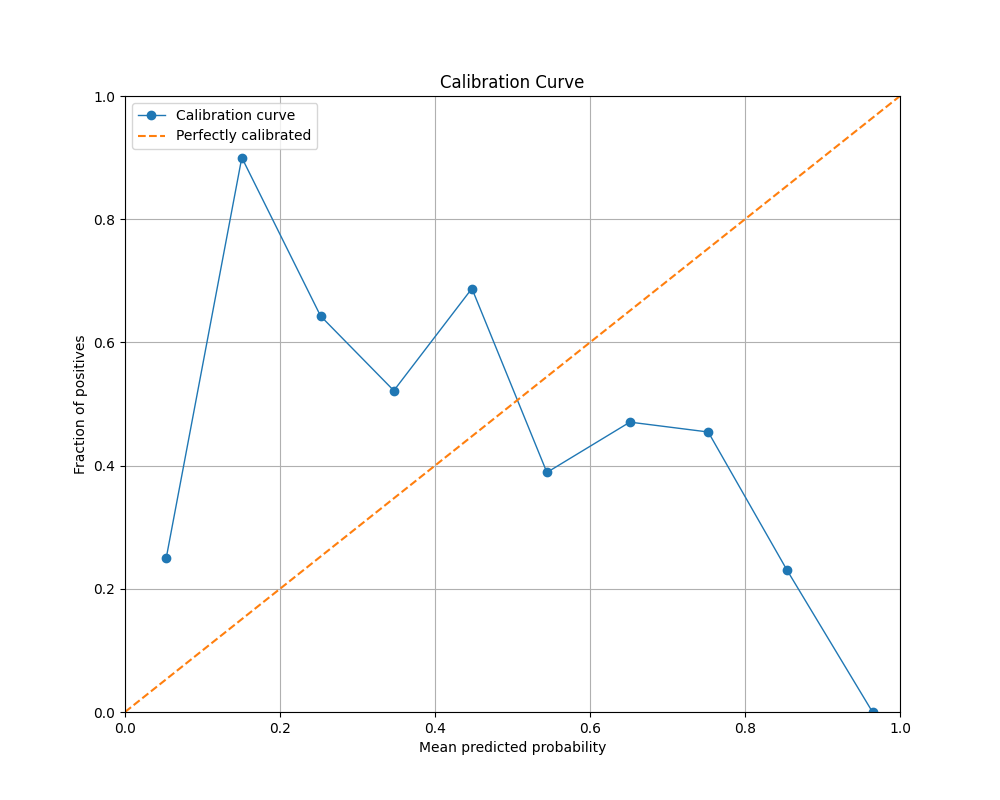 Calibration Curve
1.0
Calibration curve
Perfectly calibrated
0.8
0.6
Fraction of positives
0.4
0.2
0.0
0.0 0.2 0.4 0.6 0.8 1.0
Mean predicted probability